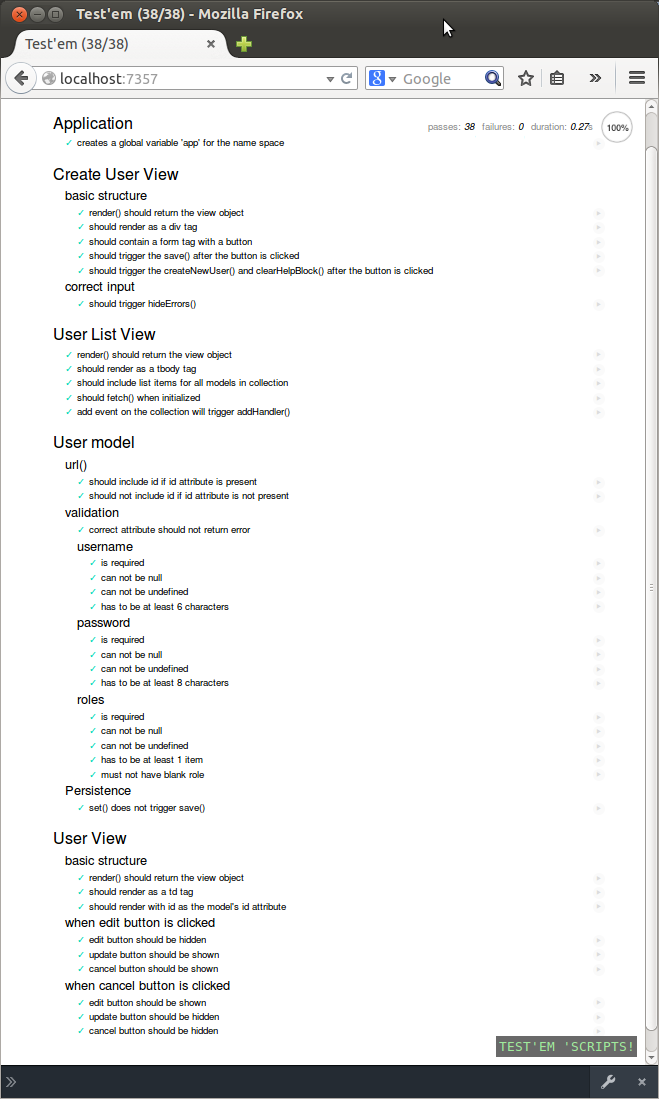 Test'em (38/38) - Mozilla Firefox
Test'em (38/38)
localhost:7357
Google
passes: 38 failures: 0 duration: 0.27s 100%
Application
✓ creates a global variable 'app' for the name space
Create User View
basic structure
✓ render() should return the view object
✓ should render as a div tag
✓ should contain a form tag with a button
✓ should trigger the save() after the button is clicked
✓ should trigger the createNewUser() and clearHelpBlock() after the button is clicked
correct input
✓ should trigger hideErrors()
User List View
✓ render() should return the view object
✓ should render as a tbody tag
✓ should include list items for all models in collection
✓ should fetch() when initialized
✓ add event on the collection will trigger addHandler()
User model
url()
✓ should include id if id attribute is present
✓ should not include id if id attribute is not present
validation
✓ correct attribute should not return error
username
✓ is required
✓ can not be null
✓ can not be undefined
✓ has to be at least 6 characters
password
✓ is required
✓ can not be null
✓ can not be undefined
✓ has to be at least 8 characters
roles
✓ is required
✓ can not be null
✓ can not be undefined
✓ has to be at least 1 item
✓ must not have blank role
Persistence
✓ set() does not trigger save()
User View
basic structure
✓ render() should return the view object
✓ should render as a td tag
✓ should render with id as the model's id attribute
when edit button is clicked
✓ edit button should be hidden
✓ update button should be shown
✓ cancel button should be shown
when cancel button is clicked
✓ edit button should be shown
✓ update button should be hidden
✓ cancel button should be hidden
TEST'EM 'SCRIPTS!